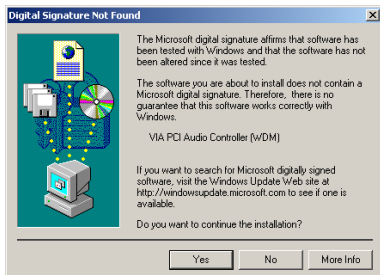 Digital Signature Not Found
The Microsoft digital signature affirms that software has
been tested with Windows and that the software has not
been altered since it was tested.
The software you are about to install does not contain a
Microsoft digital signature. Therefore, there is no
guarantee that this software works correctly with
Windows.
VIA PCI Audio Controller (WDM)
If you want to search for Microsoft digitally signed
software, visit the Windows Update Web site at
http://windowsupdate.microsoft.com to see if one is
available.
Do you want to continue the installation?
Yes No More Info